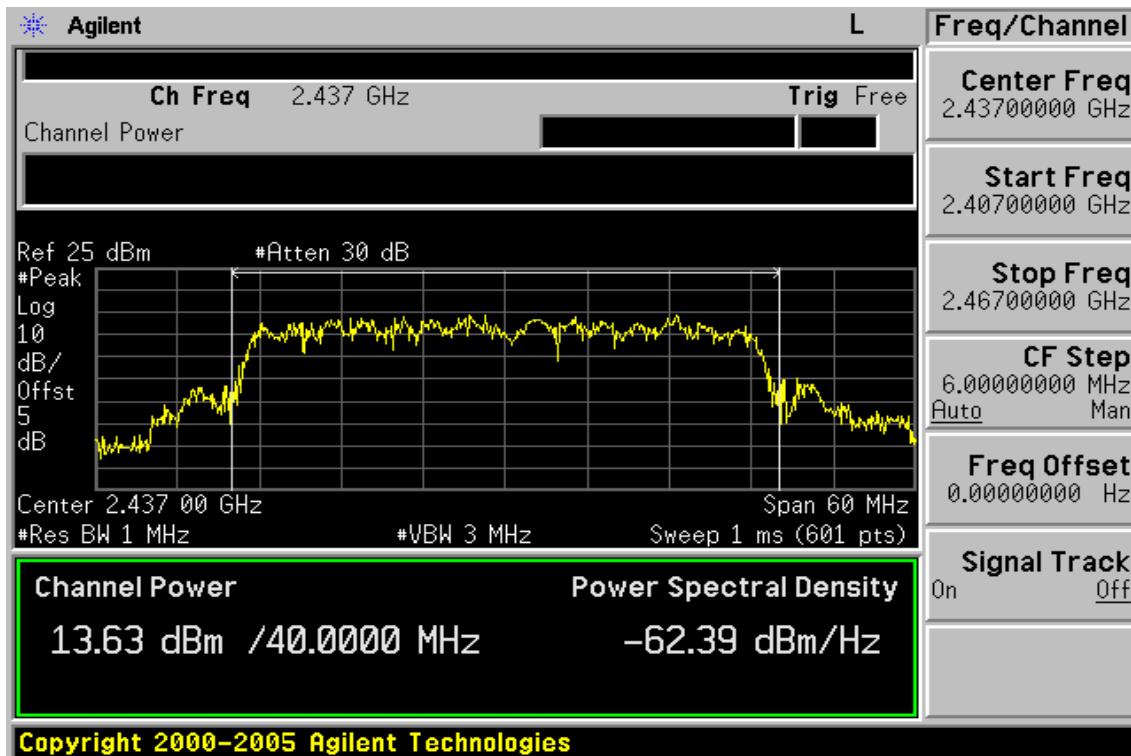 Agilent
L
Freq/Channel
Ch Freq 2.437 GHz
Trig Free
Channel Power
Center Freq
2.43700000 GHz
Start Freq
2.40700000 GHz
Stop Freq
2.46700000 GHz
CF Step
6.00000000 MHz
Auto Man
Freq Offset
0.00000000 Hz
Signal Track
On Off
Ref 25 dBm
#Atten 30 dB
#Peak
Log
10
dB/
Offst
5
dB
Center 2.437 00 GHz
Span 60 MHz
#Res BW 1 MHz
#VBW 3 MHz
Sweep 1 ms (601 pts)
Channel Power
Power Spectral Density
13.63 dBm /40.0000 MHz
-62.39 dBm/Hz
Copyright 2000-2005 Agilent Technologies